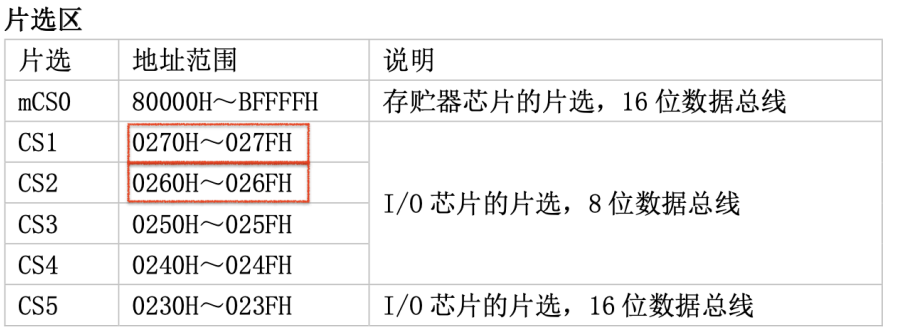 片选区
片选 地址范围 说明
mCS0 80000H～BFFFFH 存贮器芯片的片选，16 位数据总线
CS1 0270H～027FH
CS2 0260H～026FH
I/O 芯片的片选，8 位数据总线
CS3 0250H～025FH
CS4 0240H～024FH
CS5 0230H～023FH I/O 芯片的片选，16 位数据总线